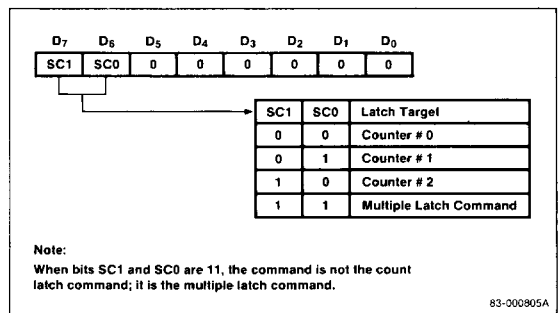 D7 D6 D5 D4 D3 D2 D1 D0
SC1 SC0 0 0 0 0 0 0
SC1 SC0 Latch Target
0 0 Counter # 0
0 1 Counter # 1
1 0 Counter # 2
1 1 Multiple Latch Command
Note:
When bits SC1 and SC0 are 11, the command is not the count
latch command; it is the multiple latch command.
83-000805A